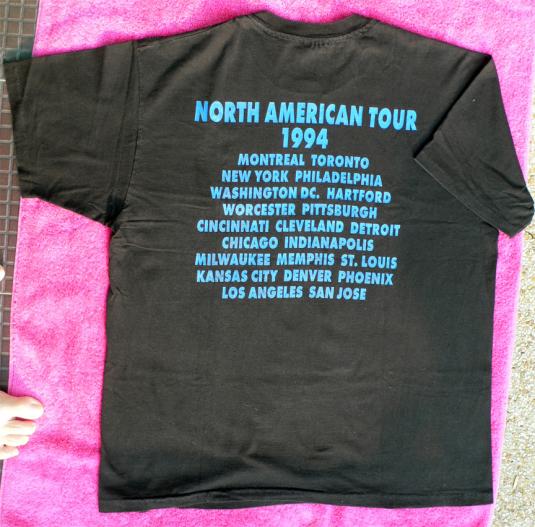 NORTH AMERICAN TOUR
1994
MONTREAL TORONTO
NEW YORK PHILADELPHIA
WASHINGTON DC. HARTFORD
WORCESTER PITTSBURGH
CINCINNATI CLEVELAND DETROIT
CHICAGO INDIANAPOLIS
MILWAUKEE MEMPHIS ST. LOUIS
KANSAS CITY DENVER PHOENIX
LOS ANGELES SAN JOSE